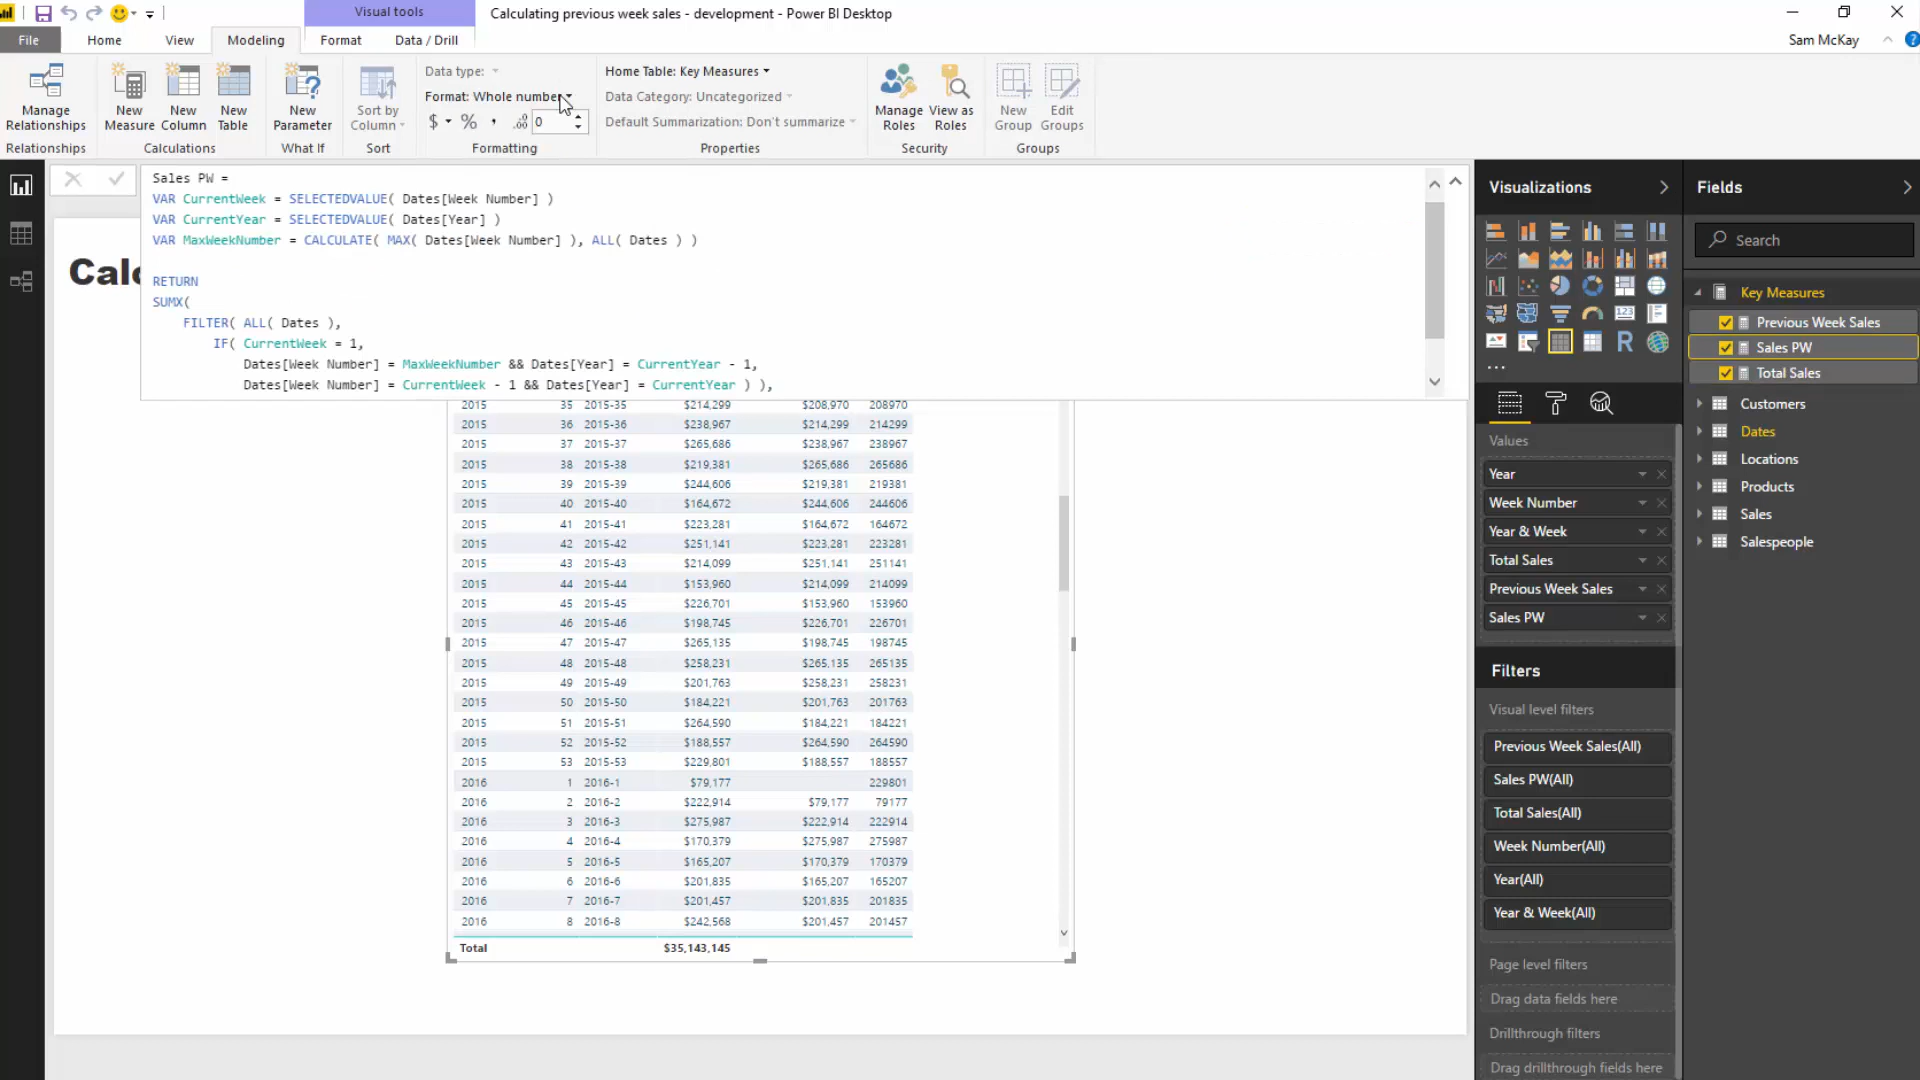 Visual tools
Calculating previous week sales - development - Power BI Desktop
File Home View Modeling Format Data / Drill
Sam McKay
Manage Relationships
Relationships
New Measure
New Column
New Table
Calculations
New Parameter
What If
Sort by Column
Sort
Data type:
Format: Whole number
$ % , .00 0
Formatting
Home Table: Key Measures
Data Category: Uncategorized
Default Summarization: Don't summarize
Properties
Manage Roles
View as Roles
Security
New Group
Edit Groups
Groups
Sales PW =
VAR CurrentWeek = SELECTEDVALUE( Dates[Week Number] )
VAR CurrentYear = SELECTEDVALUE( Dates[Year] )
VAR MaxWeekNumber = CALCULATE( MAX( Dates[Week Number] ), ALL( Dates ) )
RETURN
SUMX(
FILTER( ALL( Dates ),
IF( CurrentWeek = 1,
Dates[Week Number] = MaxWeekNumber && Dates[Year] = CurrentYear - 1,
Dates[Week Number] = CurrentWeek - 1 && Dates[Year] = CurrentYear ) ),
2015 35 2015-35 $214,299 $208,970 208970
2015 36 2015-36 $238,967 $214,299 214299
2015 37 2015-37 $265,686 $238,967 238967
2015 38 2015-38 $219,381 $265,686 265686
2015 39 2015-39 $244,606 $219,381 219381
2015 40 2015-40 $164,672 $244,606 244606
2015 41 2015-41 $223,281 $164,672 164672
2015 42 2015-42 $251,141 $223,281 223281
2015 43 2015-43 $214,099 $251,141 251141
2015 44 2015-44 $153,960 $214,099 214099
2015 45 2015-45 $226,701 $153,960 153960
2015 46 2015-46 $198,745 $226,701 226701
2015 47 2015-47 $265,135 $198,745 198745
2015 48 2015-48 $258,231 $265,135 265135
2015 49 2015-49 $201,763 $258,231 258231
2015 50 2015-50 $184,221 $201,763 201763
2015 51 2015-51 $264,590 $184,221 184221
2015 52 2015-52 $188,557 $264,590 264590
2015 53 2015-53 $229,801 $188,557 188557
2016 1 2016-1 $79,177 229801
2016 2 2016-2 $222,914 $79,177 79177
2016 3 2016-3 $275,987 $222,914 222914
2016 4 2016-4 $170,379 $275,987 275987
2016 5 2016-5 $165,207 $170,379 170379
2016 6 2016-6 $201,835 $165,207 165207
2016 7 2016-7 $201,457 $201,835 201835
2016 8 2016-8 $242,568 $201,457 201457
Total $35,143,145
Visualizations
123
R
...
Values
Year
Week Number
Year & Week
Total Sales
Previous Week Sales
Sales PW
Filters
Visual level filters
Previous Week Sales(All)
Sales PW(All)
Total Sales(All)
Week Number(All)
Year(All)
Year & Week(All)
Page level filters
Drag data fields here
Drillthrough filters
Drag drillthrough fields here
Fields
Search
Key Measures
Previous Week Sales
Sales PW
Total Sales
Customers
Dates
Locations
Products
Sales
Salespeople